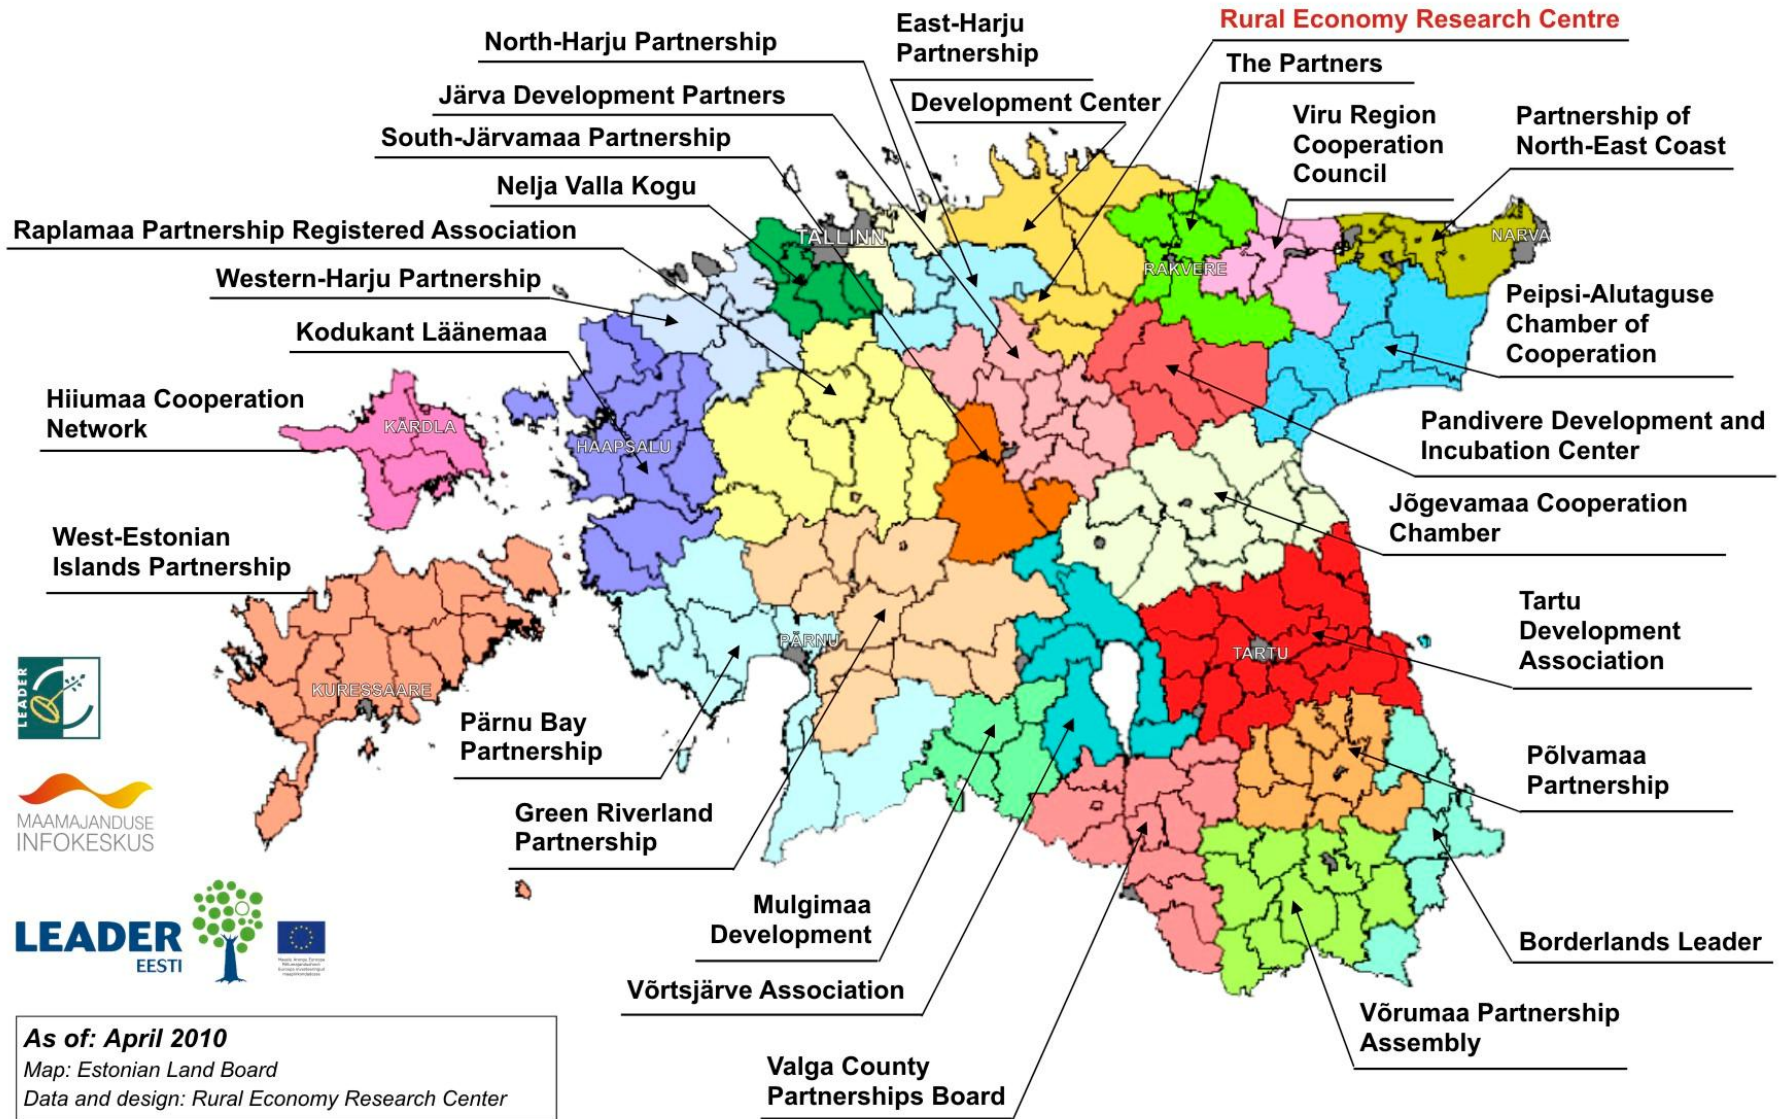 Rural Economy Research Centre
East-Harju
Partnership
North-Harju Partnership
The Partners
Järva Development Partners
Development Center
Viru Region
Cooperation
Council
Partnership of
North-East Coast
South-Järvamaa Partnership
Nelja Valla Kogu
Raplamaa Partnership Registered Association
TALLINN
NARVA
RAKVERE
Western-Harju Partnership
Peipsi-Alutaguse
Chamber of
Cooperation
Kodukant Läänemaa
Hiiumaa Cooperation
Network
KÄRDLA
HAAPSALU
Pandivere Development and
Incubation Center
Jõgevamaa Cooperation
Chamber
West-Estonian
Islands Partnership
Tartu
Development
Association
PÄRNU
TARTU
KURESSAARE
LEADER
Pärnu Bay
Partnership
Põlvamaa
Partnership
Green Riverland
Partnership
MAAMAJANDUSE
INFOKESKUS
Mulgimaa
Development
LEADER
EESTI
Borderlands Leader
Võrtsjärve Association
Võrumaa Partnership
Assembly
Valga County
Partnerships Board
As of: April 2010
Map: Estonian Land Board
Data and design: Rural Economy Research Center